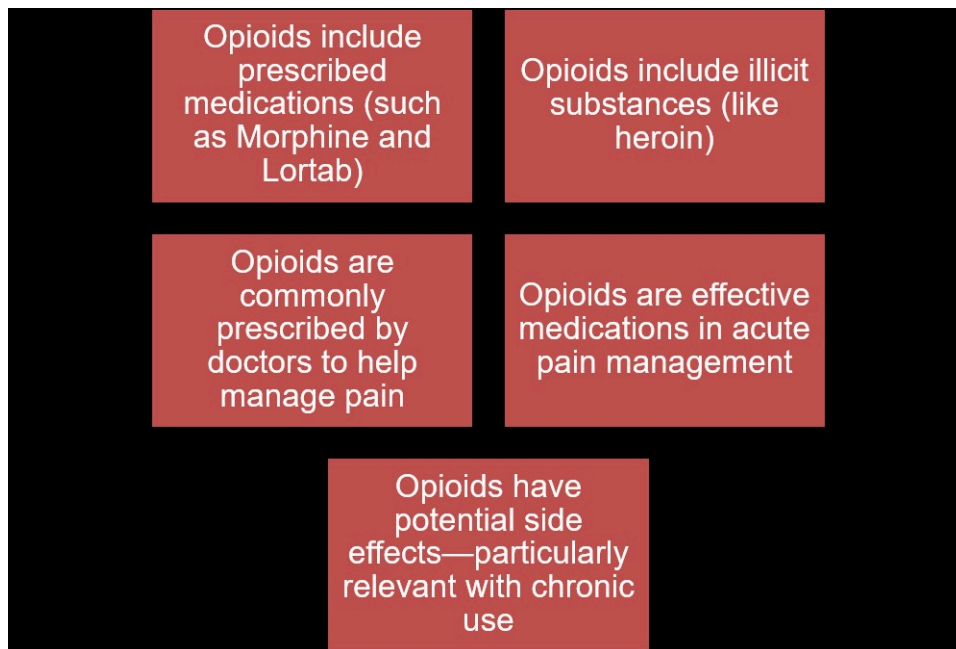 Opioids include
prescribed
medications (such
as Morphine and
Lortab)
Opioids include illicit
substances (like
heroin)
Opioids are
commonly
prescribed by
doctors to help
manage pain
Opioids are effective
medications in acute
pain management
Opioids have
potential side
effects—particularly
relevant with chronic
use